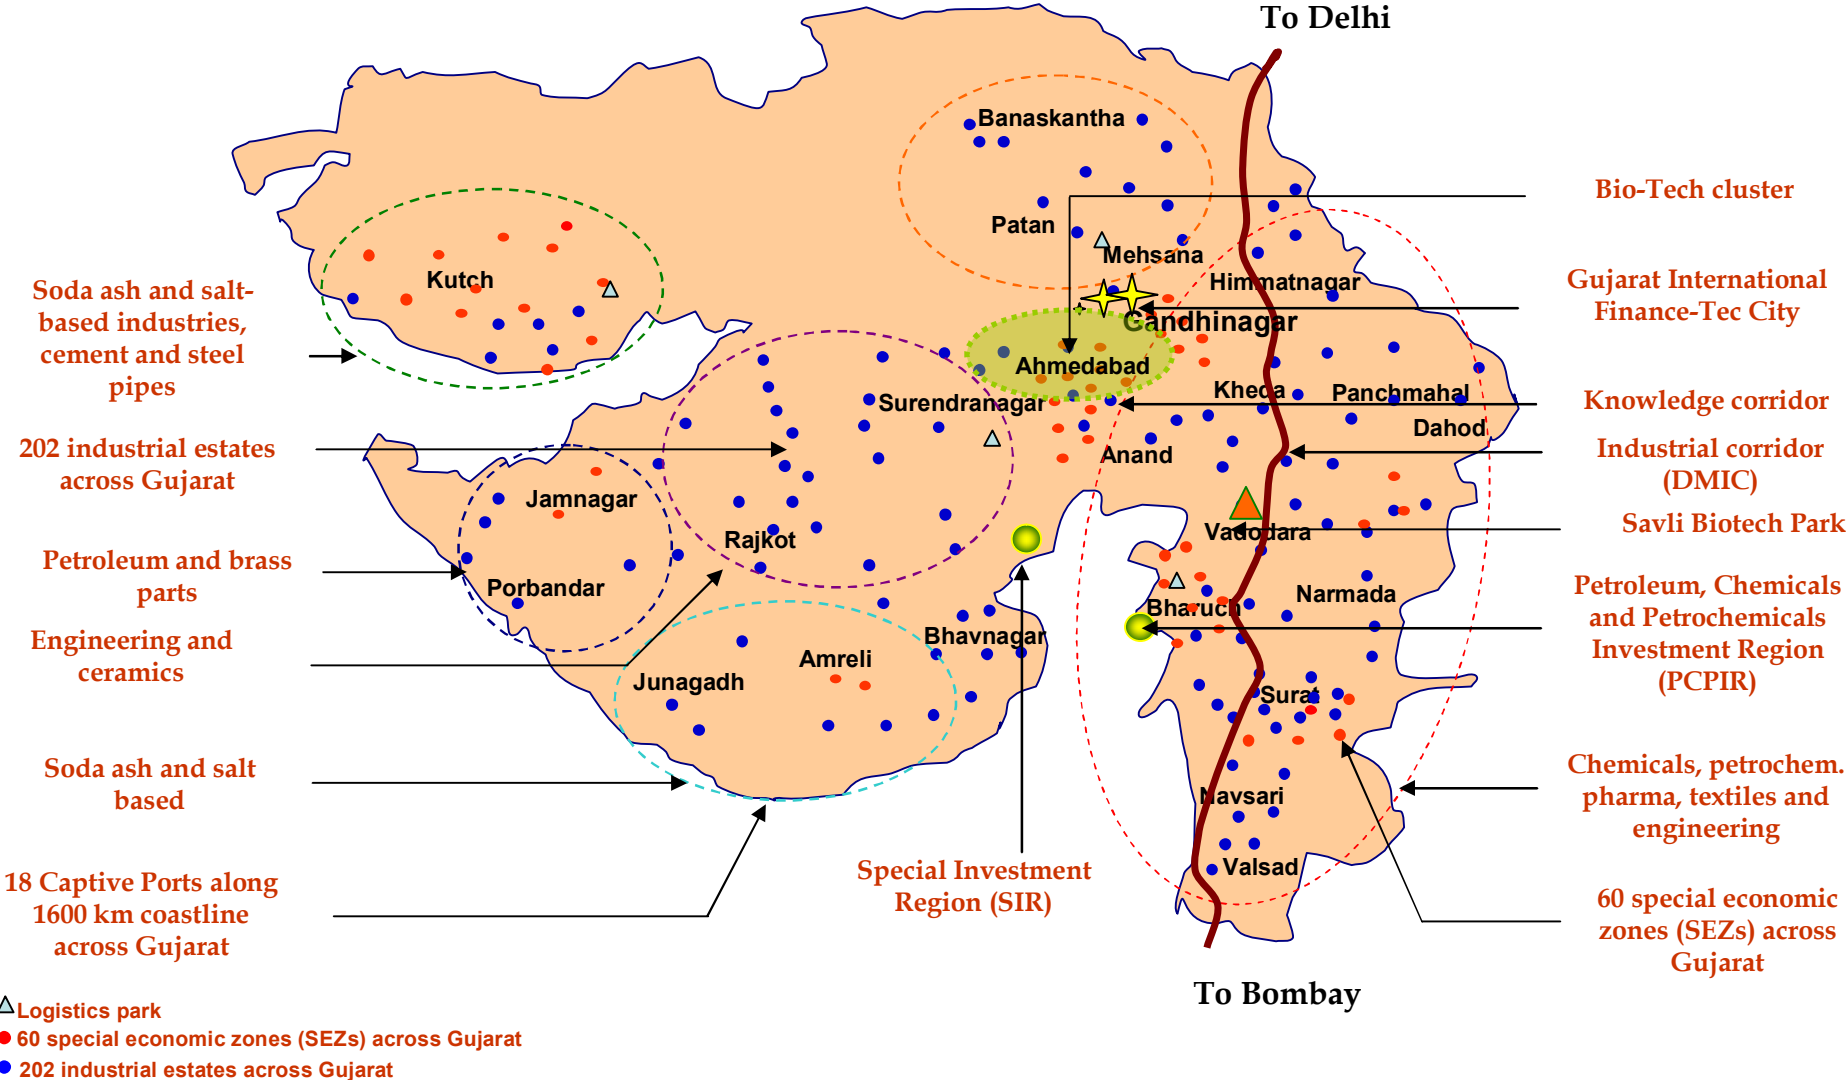 To Delhi
Banaskantha
Patan
Mehsana
Himmatnagar
Kutch
Gandhinagar
Ahmedabad
Surendranagar
Kheda
Panchmahal
Dahod
Anand
Jamnagar
Rajkot
Vadodara
Porbandar
Bharuch
Narmada
Bhavnagar
Amreli
Junagadh
Surat
Navsari
Valsad
To Bombay
Soda ash and salt-
based industries,
cement and steel
pipes
202 industrial estates
across Gujarat
Petroleum and brass
parts
Engineering and
ceramics
Soda ash and salt
based
18 Captive Ports along
1600 km coastline
across Gujarat
Special Investment
Region (SIR)
Bio-Tech cluster
Gujarat International
Finance-Tec City
Knowledge corridor
Industrial corridor
(DMIC)
Savli Biotech Park
Petroleum, Chemicals
and Petrochemicals
Investment Region
(PCPIR)
Chemicals, petrochem.
pharma, textiles and
engineering
60 special economic
zones (SEZs) across
Gujarat
Logistics park
60 special economic zones (SEZs) across Gujarat
202 industrial estates across Gujarat